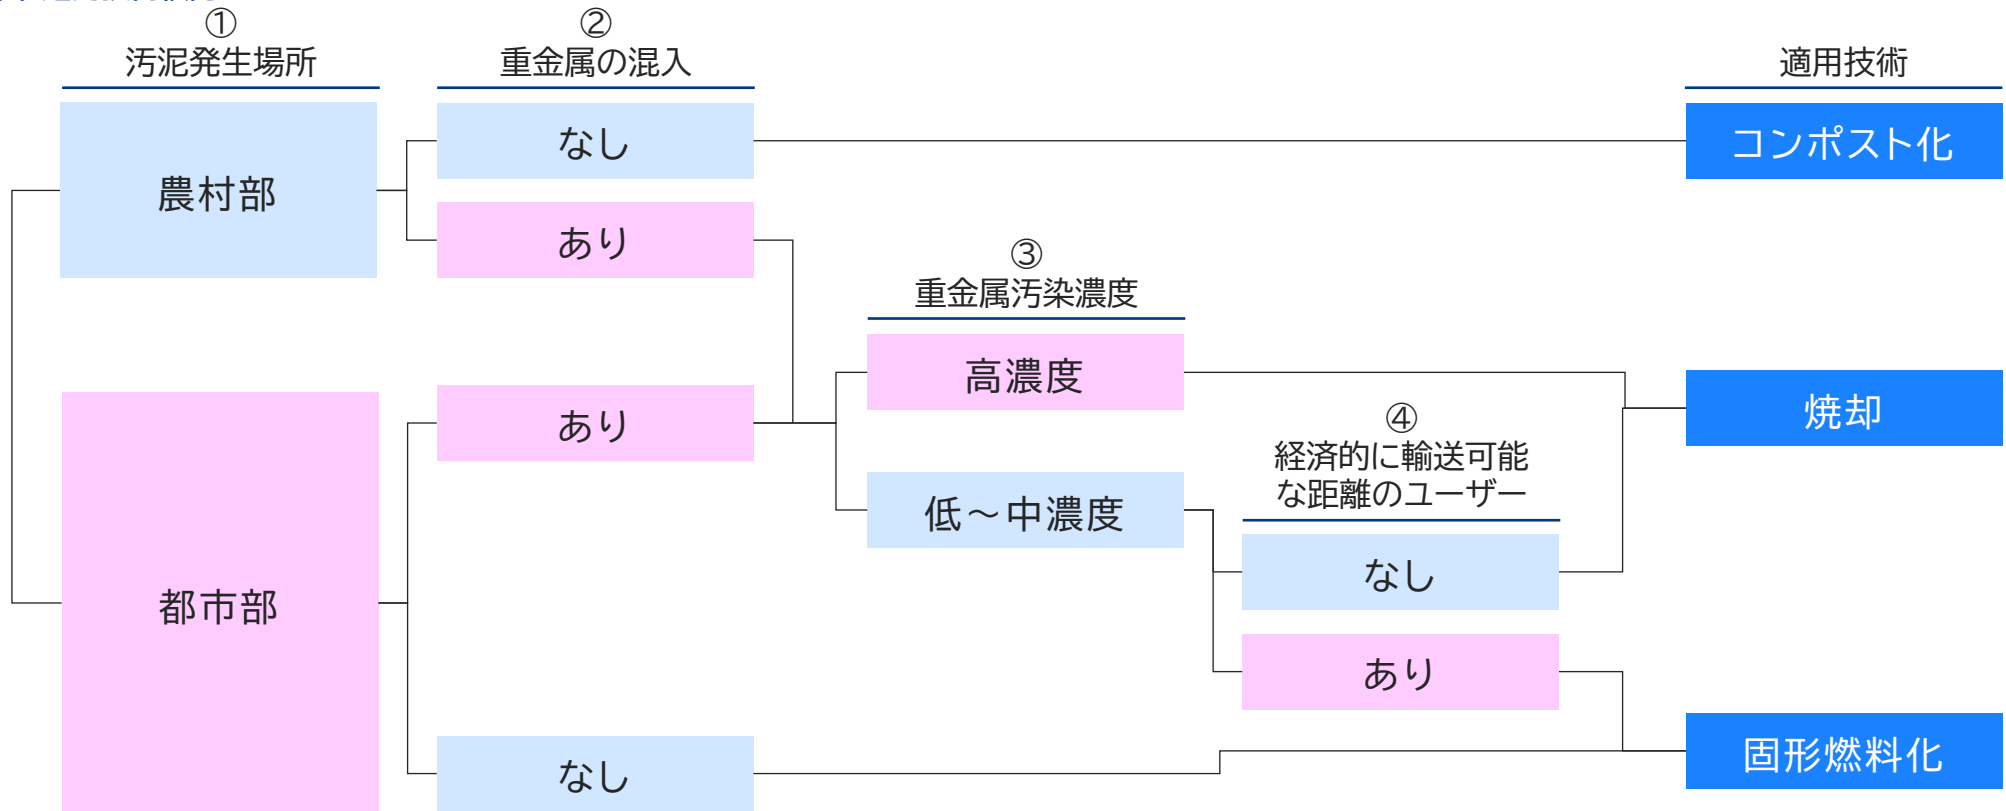 ①
汚泥発生場所
②
重金属の混入
適用技術
農村部
なし
コンポスト化
あり
③
重金属汚染濃度
高濃度
都市部
あり
焼却
④
経済的に輸送可能
な距離のユーザー
低～中濃度
なし
あり
なし
固形燃料化